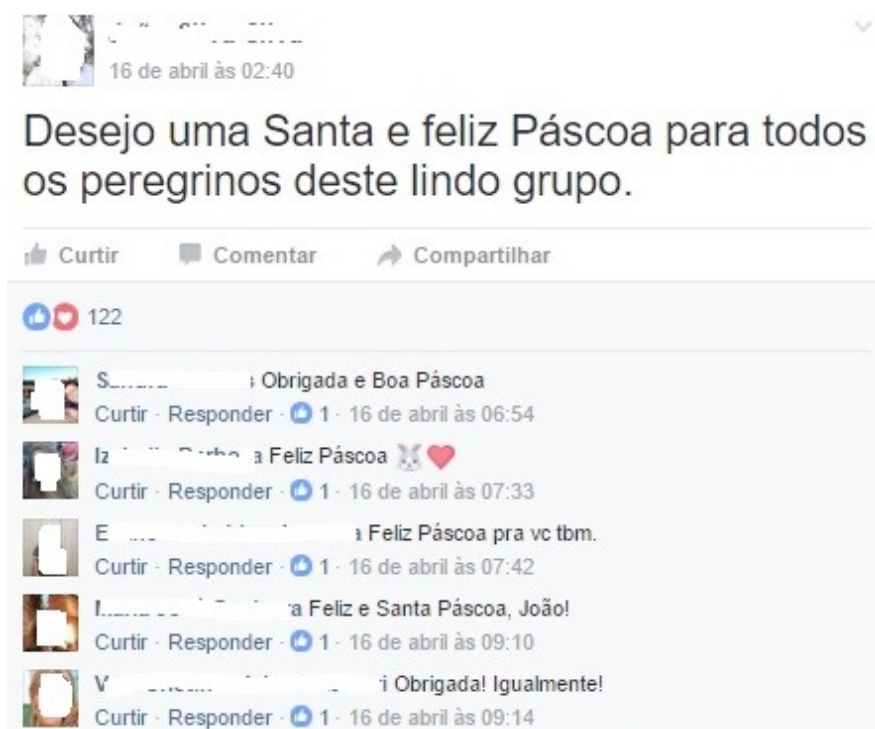 16 de abril às 02:40
Desejo uma Santa e feliz Páscoa para todos
os peregrinos deste lindo grupo.
Curtir Comentar Compartilhar
122
Obrigada e Boa Páscoa
Curtir · Responder · 1 · 16 de abril às 06:54
Feliz Páscoa 🐰❤️
Curtir · Responder · 1 · 16 de abril às 07:33
Feliz Páscoa pra vc tbm.
Curtir · Responder · 1 · 16 de abril às 07:42
Feliz e Santa Páscoa, João!
Curtir · Responder · 1 · 16 de abril às 09:10
Obrigada! Igualmente!
Curtir · Responder · 1 · 16 de abril às 09:14